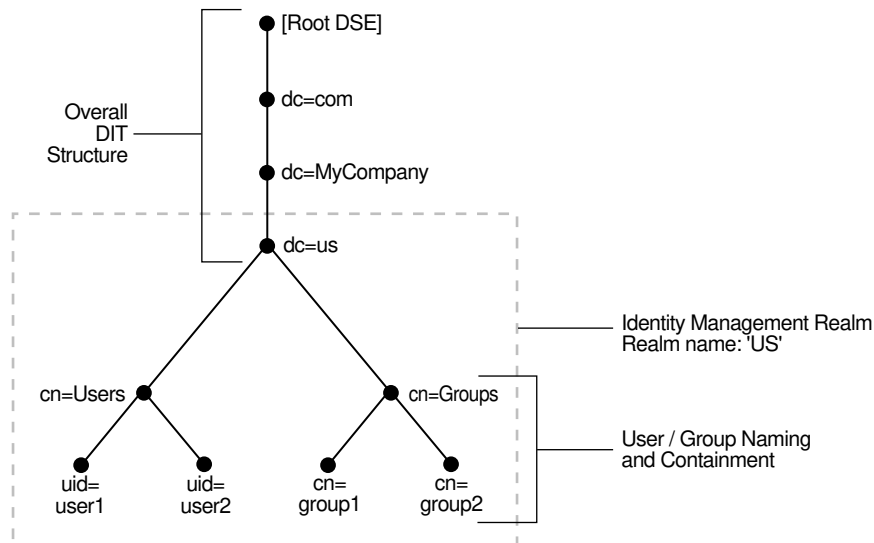 [Root DSE]
dc=com
Overall
DIT
Structure
dc=MyCompany
dc=us
Identity Management Realm
Realm name: 'US'
cn=Users
cn=Groups
User / Group Naming
and Containment
uid=
user1
uid=
user2
cn=
group1
cn=
group2